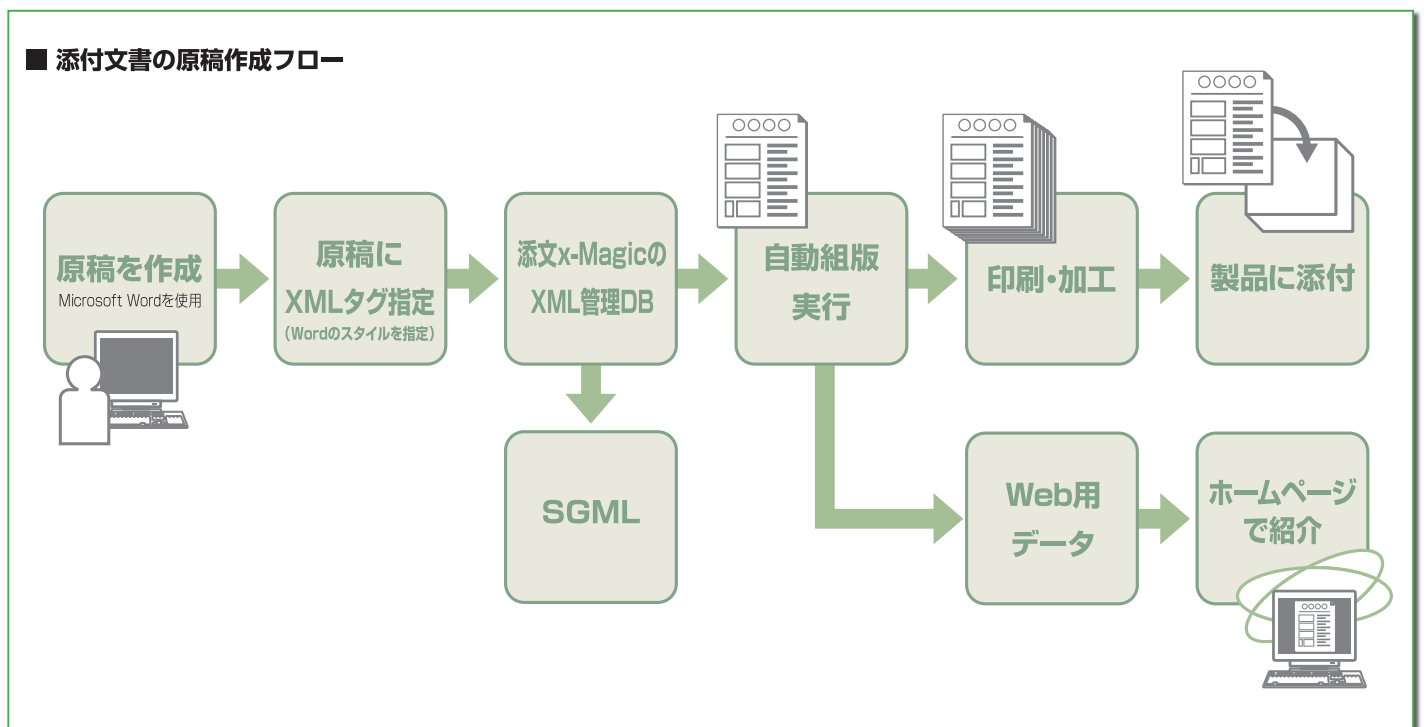 ■ 添付文書の原稿作成フロー
原稿を作成
Microsoft Wordを使用
原稿に
XMLタグ指定
(Wordのスタイルを指定)
添文x-Magicの
XML管理DB
自動組版
実行
印刷・加工
製品に添付
SGML
Web用
データ
ホームページ
で紹介